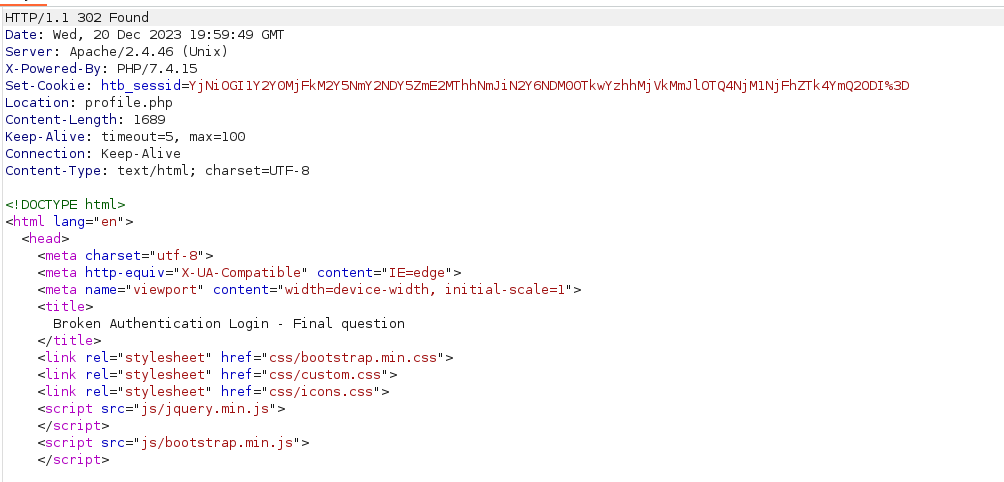 HTTP/1.1 302 Found
Date: Wed, 20 Dec 2023 19:59:49 GMT
Server: Apache/2.4.46 (Unix)
X-Powered-By: PHP/7.4.15
Set-Cookie: htb_sessid=YjNiOGI1Y2Y0MjFkM2Y5NmY2NDY5ZmE2MThhNmJiN2Y6NDM0OTkwYzhhMjVkMmJlOTQ4NjM1NjFhZTk4YmQ2ODI%3D
Location: profile.php
Content-Length: 1689
Keep-Alive: timeout=5, max=100
Connection: Keep-Alive
Content-Type: text/html; charset=UTF-8
<!DOCTYPE html>
<html lang="en">
<head>
<meta charset="utf-8">
<meta http-equiv="X-UA-Compatible" content="IE=edge">
<meta name="viewport" content="width=device-width, initial-scale=1">
<title>
Broken Authentication Login - Final question
</title>
<link rel="stylesheet" href="css/bootstrap.min.css">
<link rel="stylesheet" href="css/custom.css">
<link rel="stylesheet" href="css/icons.css">
<script src="js/jquery.min.js">
</script>
<script src="js/bootstrap.min.js">
</script>